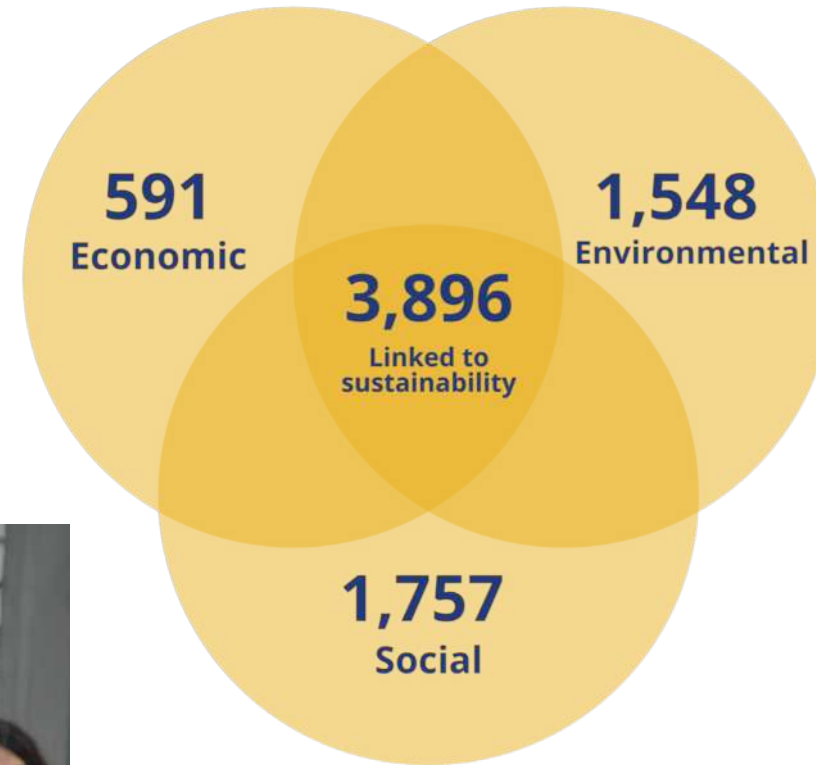 591
Economic
1,548
Environmental
3,896
Linked to
sustainability
1,757
Social